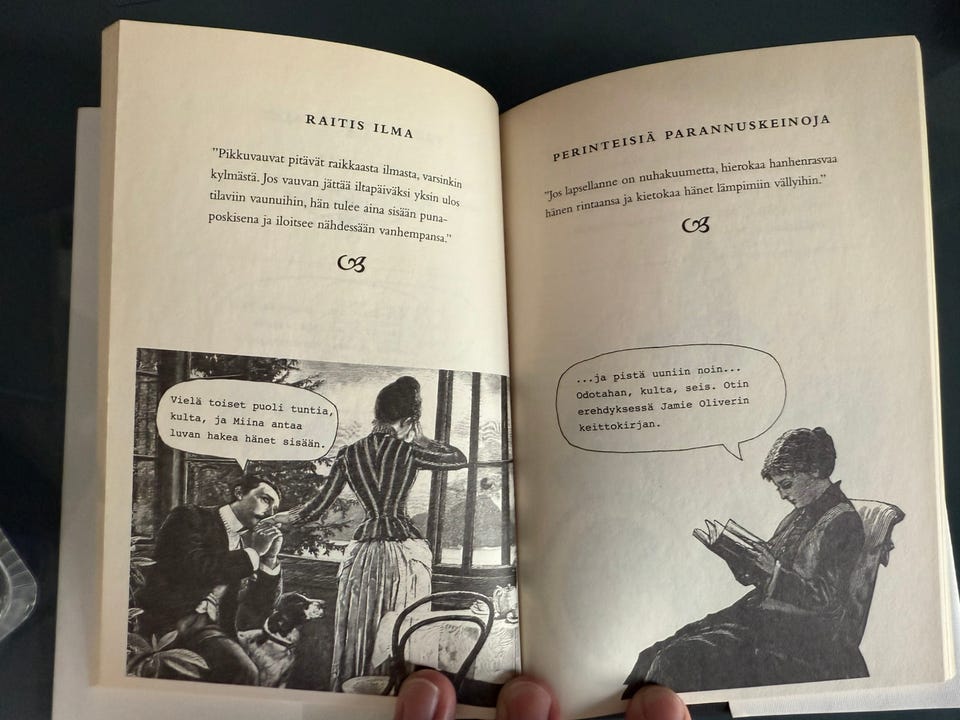 RAITIS ILMA
”Pikkuvauvat pitävät raikkaasta ilmasta, varsinkin
kylmästä. Jos vauvan jättää iltapäiväksi yksin ulos
tilaviin vaunuihin, hän tulee aina sisään puna-
poskisena ja iloitsee nähdessään vanhempansa.”
Vielä toiset puoli tuntia,
kulta, ja Miina antaa
luvan hakea hänet sisään.
PERINTEISIÄ PARANNUSKEINOJA
”Jos lapsellanne on nuhakuumetta, hierokaa hanhenrasvaa
hänen rintaansa ja kietokaa hänet lämpimiin vällyihin.”
...ja pistä uuniin noin...
Odotahan, kulta, seis. Otin
erehdyksessä Jamie Oliverin
keittokirjan.